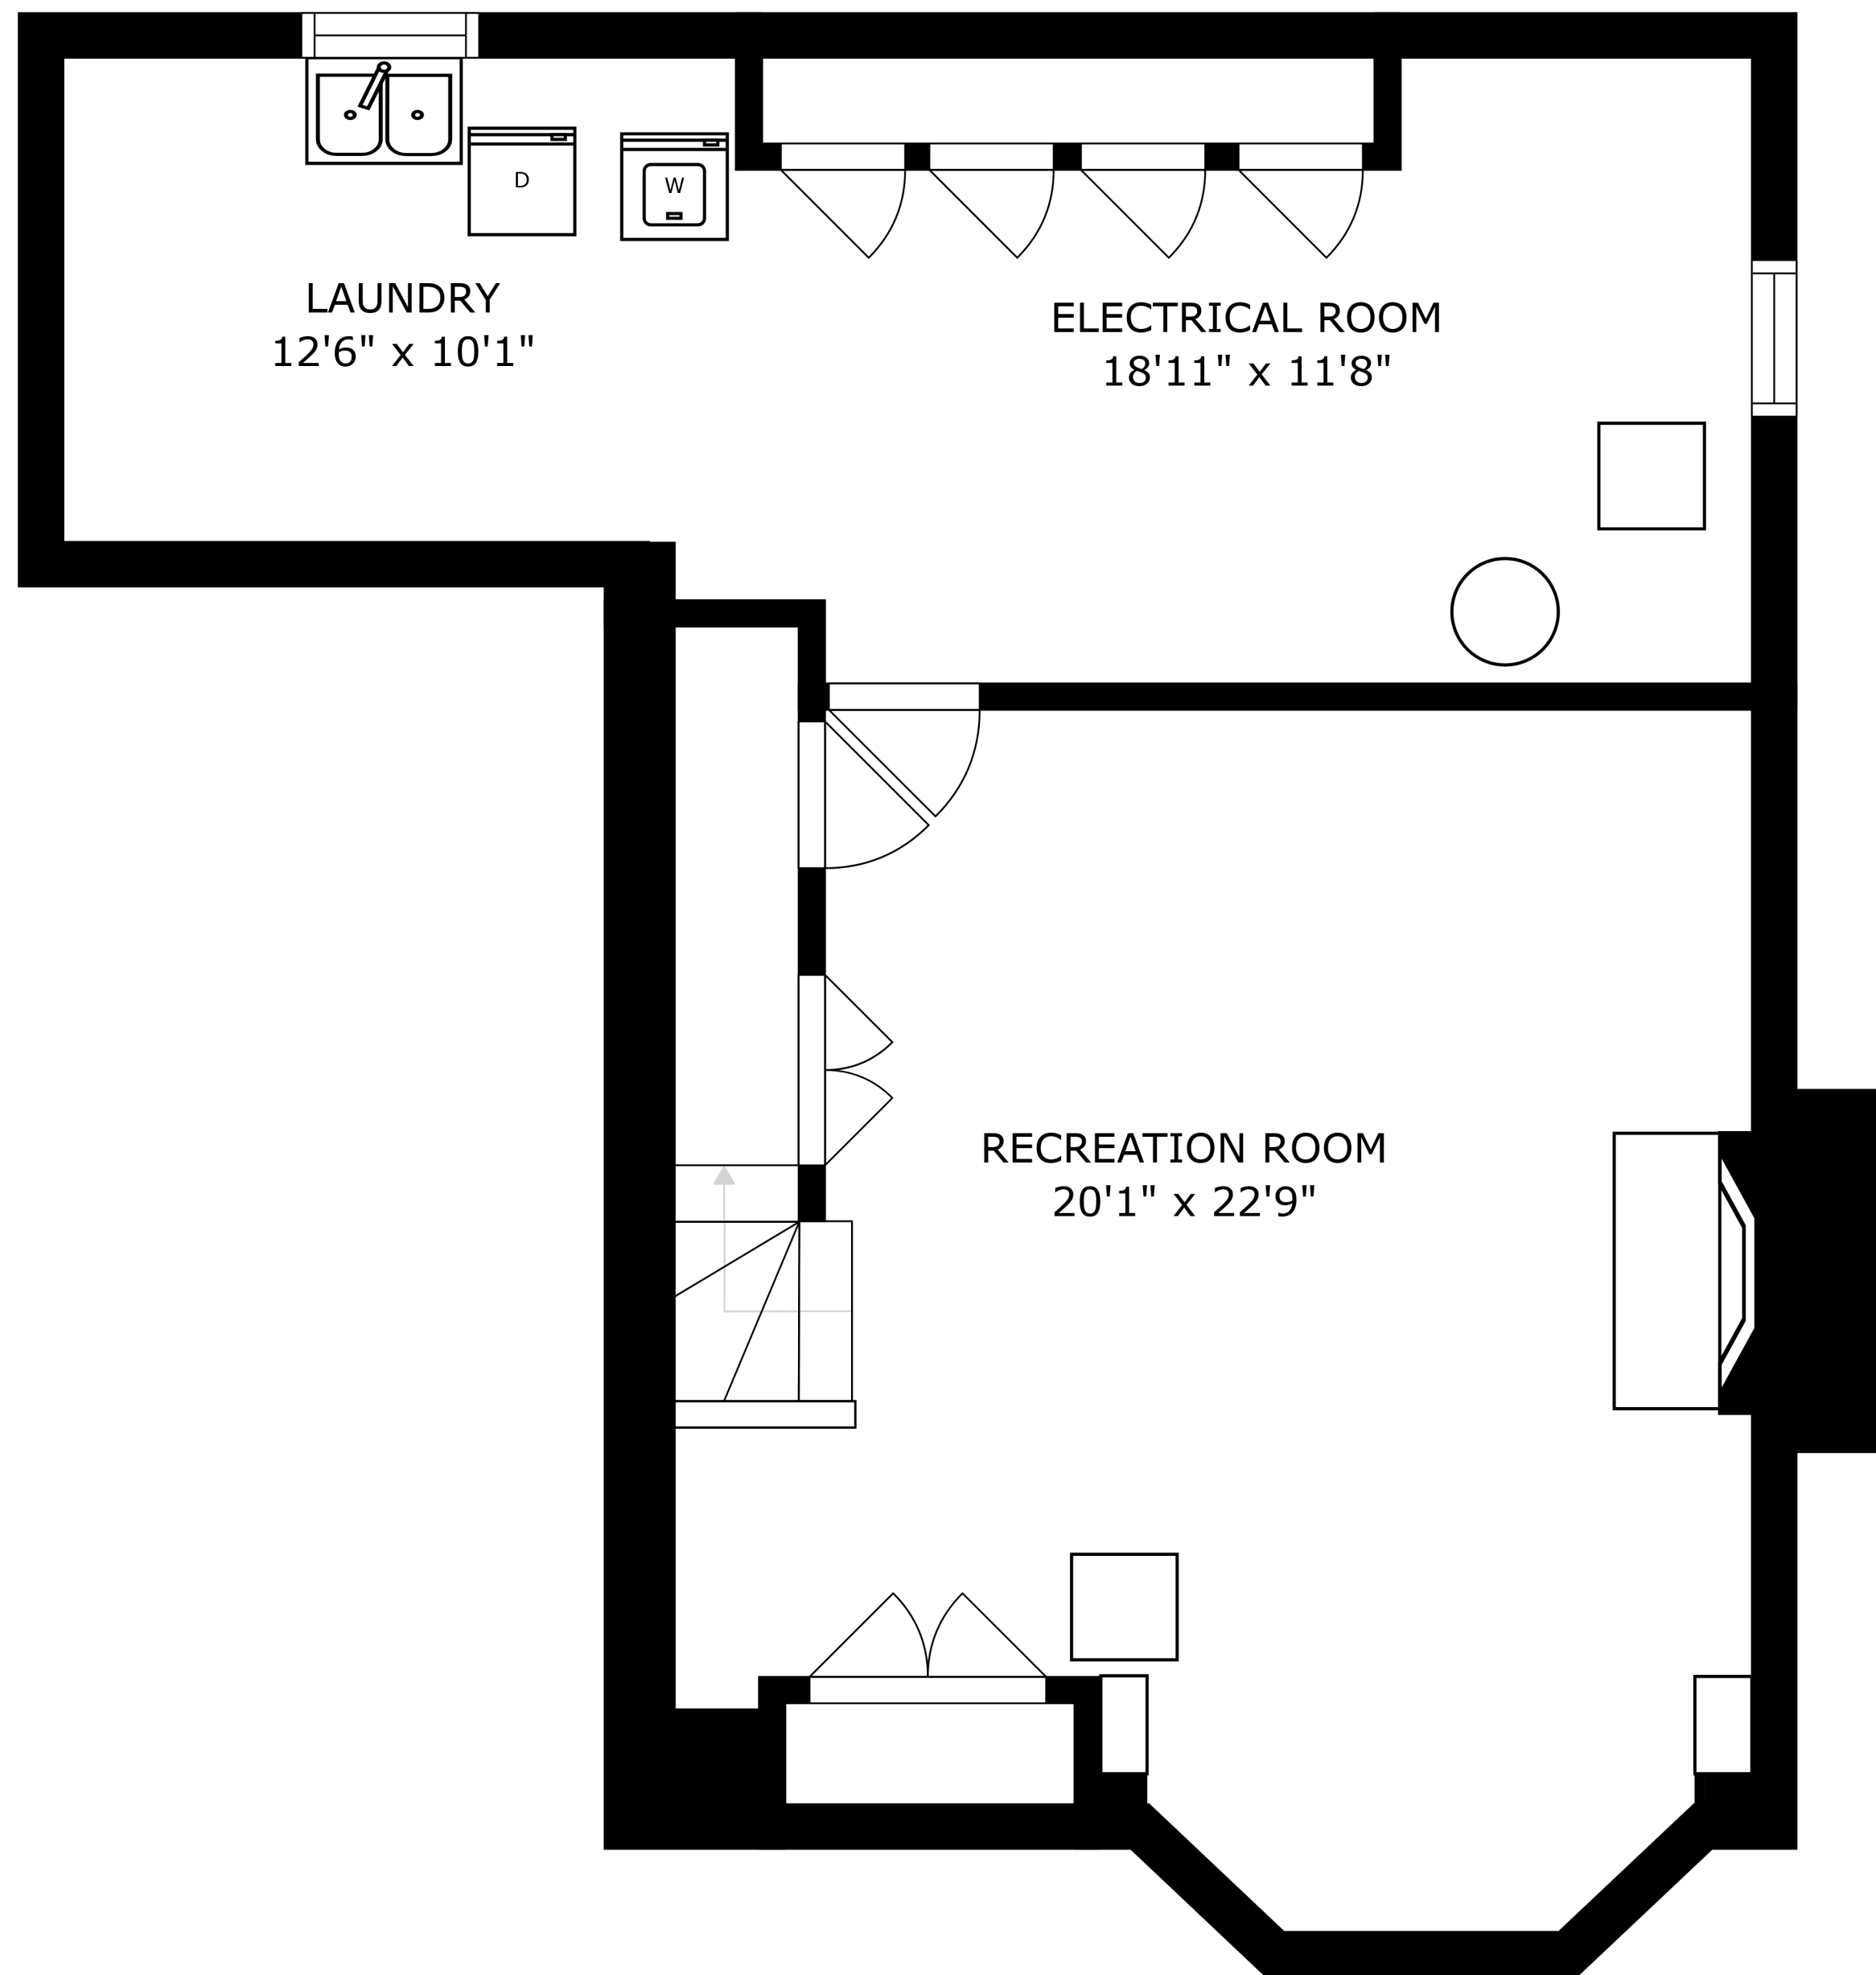 D
W
LAUNDRY
12'6" x 10'1"
ELECTRICAL ROOM
18'11" x 11'8"
RECREATION ROOM
20'1" x 22'9"